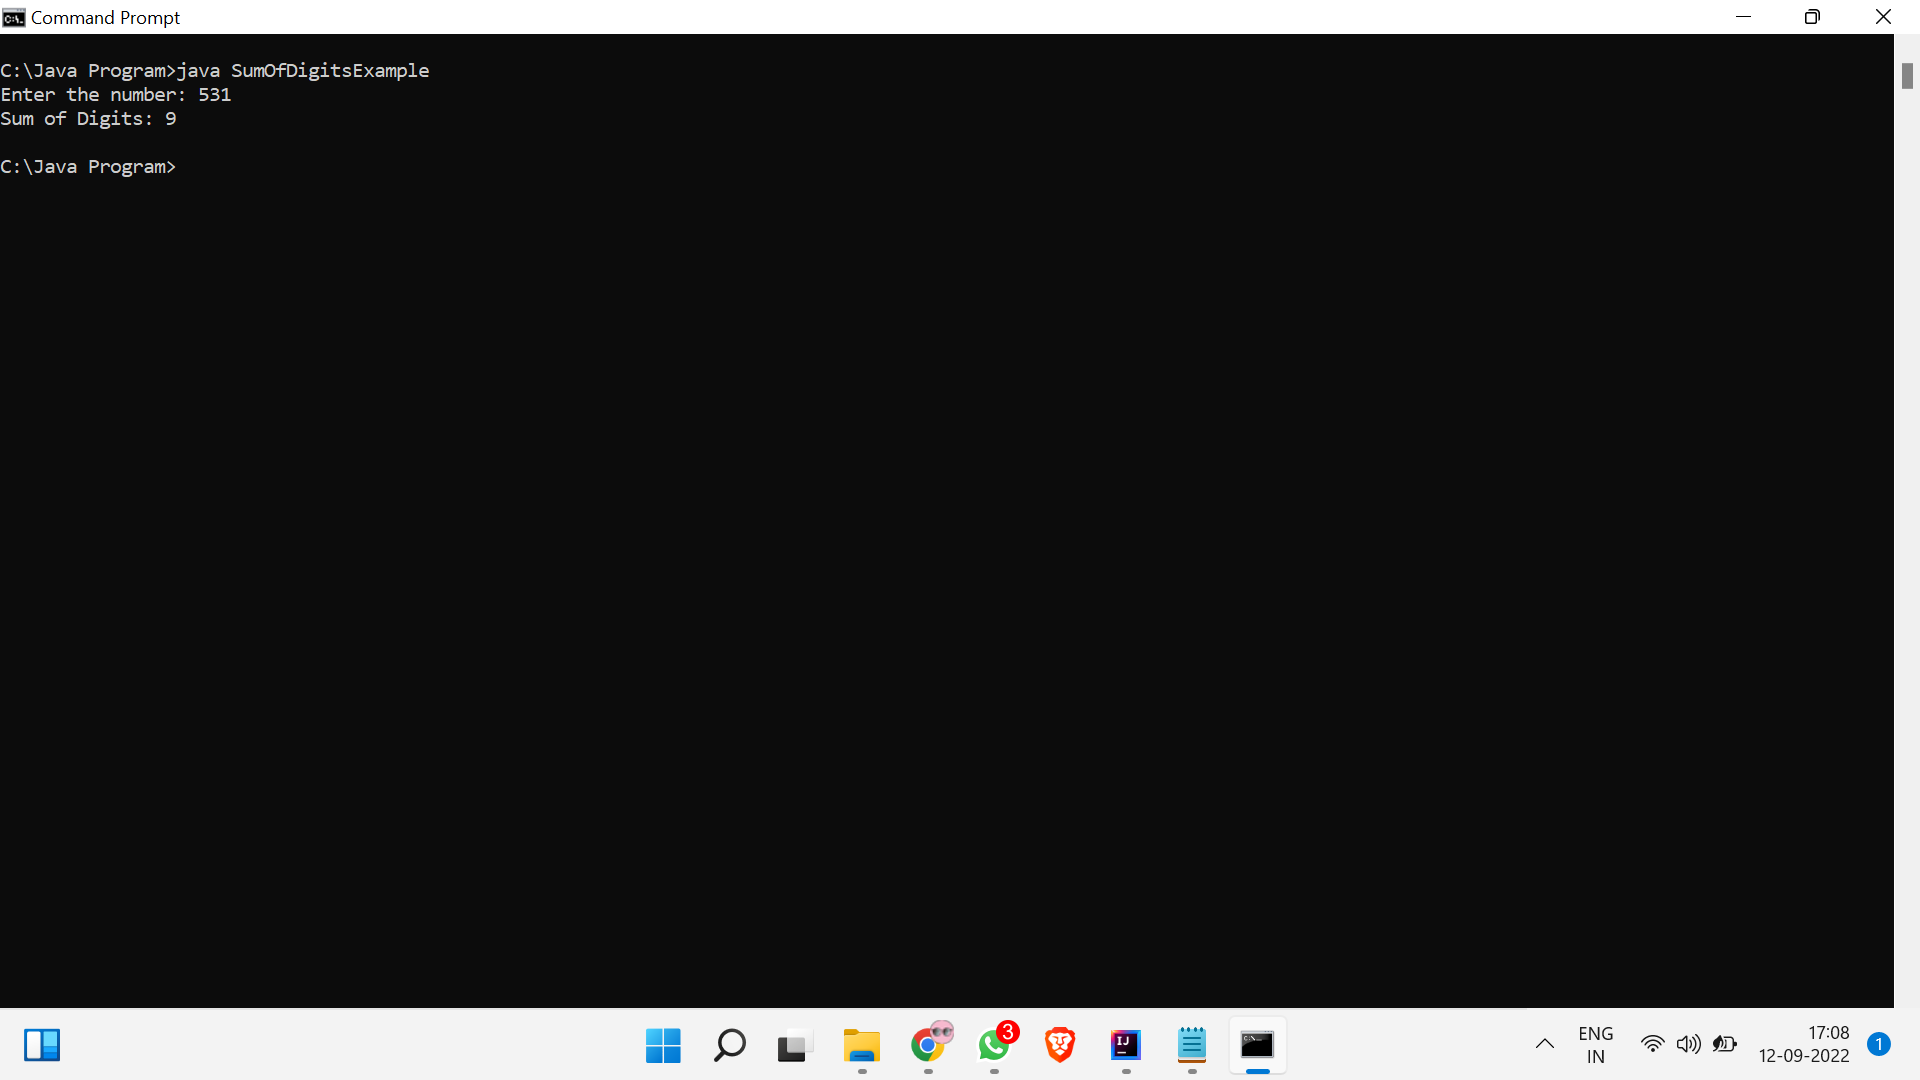 Command Prompt
C:\Java Program>java SumOfDigitsExample
Enter the number: 531
Sum of Digits: 9
C:\Java Program>
3
IJ
ENG
IN
17:08
12-09-2022
1